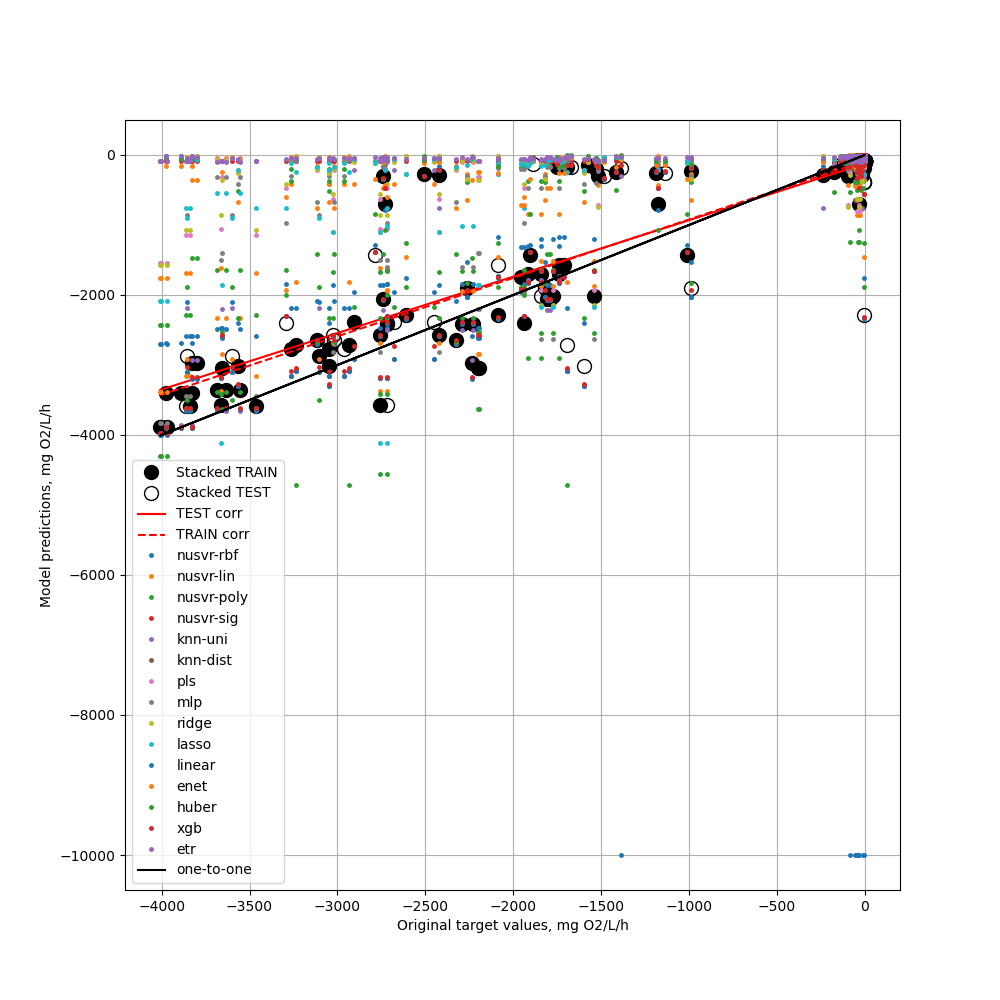 0
−2000
−4000
−6000
−8000
−10000
Model predictions, mg O2/L/h
Stacked TRAIN
Stacked TEST
TEST corr
TRAIN corr
nusvr-rbf
nusvr-lin
nusvr-poly
nusvr-sig
knn-uni
knn-dist
pls
mlp
ridge
lasso
linear
enet
huber
xgb
etr
one-to-one
−4000 −3500 −3000 −2500 −2000 −1500 −1000 −500 0
Original target values, mg O2/L/h